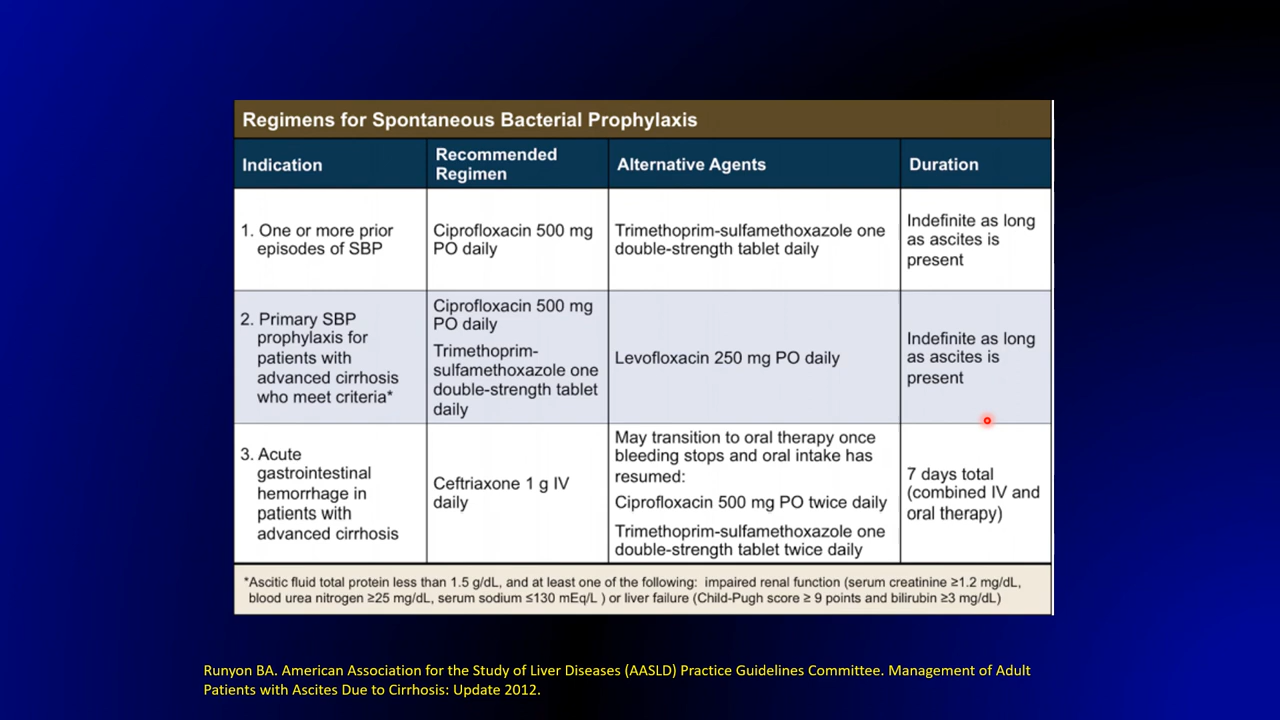 Regimens for Spontaneous Bacterial Prophylaxis
Indication
Recommended
Regimen
Alternative Agents
Duration
1. One or more prior
episodes of SBP
Ciprofloxacin 500 mg
PO daily
Trimethoprim-sulfamethoxazole one
double-strength tablet daily
Indefinite as long
as ascites is
present
2. Primary SBP
prophylaxis for
patients with
advanced cirrhosis
who meet criteria*
Ciprofloxacin 500 mg
PO daily
Trimethoprim-
sulfamethoxazole one
double-strength tablet
daily
Levofloxacin 250 mg PO daily
Indefinite as long
as ascites is
present
3. Acute
gastrointestinal
hemorrhage in
patients with
advanced cirrhosis
Ceftriaxone 1 g IV
daily
May transition to oral therapy once
bleeding stops and oral intake has
resumed:
Ciprofloxacin 500 mg PO twice daily
Trimethoprim-sulfamethoxazole one
double-strength tablet twice daily
7 days total
(combined IV and
oral therapy)
*Ascitic fluid total protein less than 1.5 g/dL, and at least one of the following: impaired renal function (serum creatinine ≥1.2 mg/dL,
blood urea nitrogen ≥25 mg/dL, serum sodium ≤130 mEq/L ) or liver failure (Child-Pugh score ≥ 9 points and bilirubin ≥3 mg/dL)
Runyon BA. American Association for the Study of Liver Diseases (AASLD) Practice Guidelines Committee. Management of Adult
Patients with Ascites Due to Cirrhosis: Update 2012.